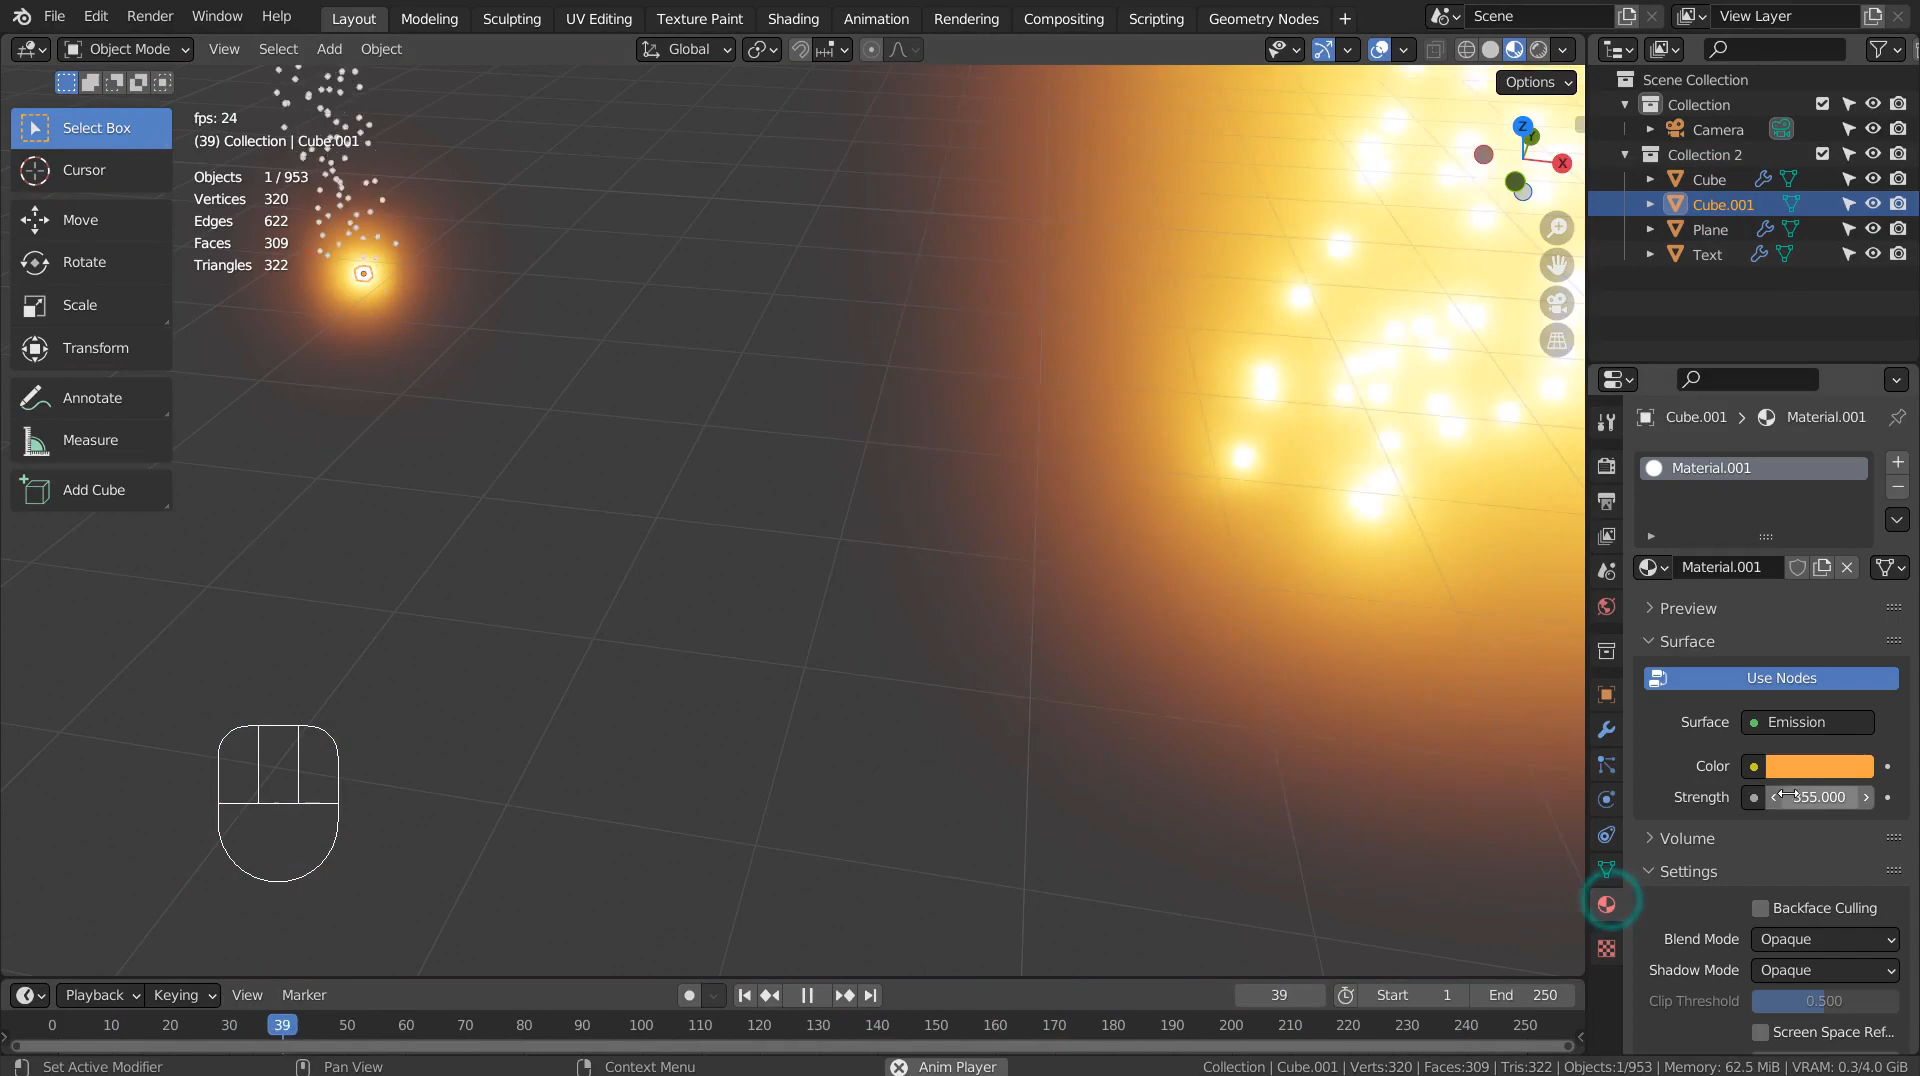 File Edit Render Window Help Layout Modeling Sculpting UV Editing Texture Paint Shading Animation Rendering Compositing Scripting Geometry Nodes + Scene View Layer
Object Mode View Select Add Object Global
Options
Select Box
Cursor
Move
Rotate
Scale
Transform
Annotate
Measure
Add Cube
fps: 24
(39) Collection | Cube.001
Objects 1 / 953
Vertices 320
Edges 622
Faces 309
Triangles 322
Z
Y
X
Scene Collection
Collection
Camera
Collection 2
Cube
Cube.001
Plane
Text
Cube.001 > Material.001
Material.001
Material.001
Preview
Surface
Use Nodes
Surface Emission
Color
Strength 355.000
Volume
Settings
Backface Culling
Blend Mode Opaque
Shadow Mode Opaque
Clip Threshold 0.500
Screen Space Ref...
Playback Keying View Marker 39 Start 1 End 250
0 10 20 30 39 50 60 70 80 90 100 110 120 130 140 150 160 170 180 190 200 210 220 230 240 250
Set Active Modifier Pan View Context Menu Anim Player Collection | Cube.001 | Verts:320 | Faces:309 | Tris:322 | Objects:1/953 | Memory: 62.5 MiB | VRAM: 0.3/4.0 GiB